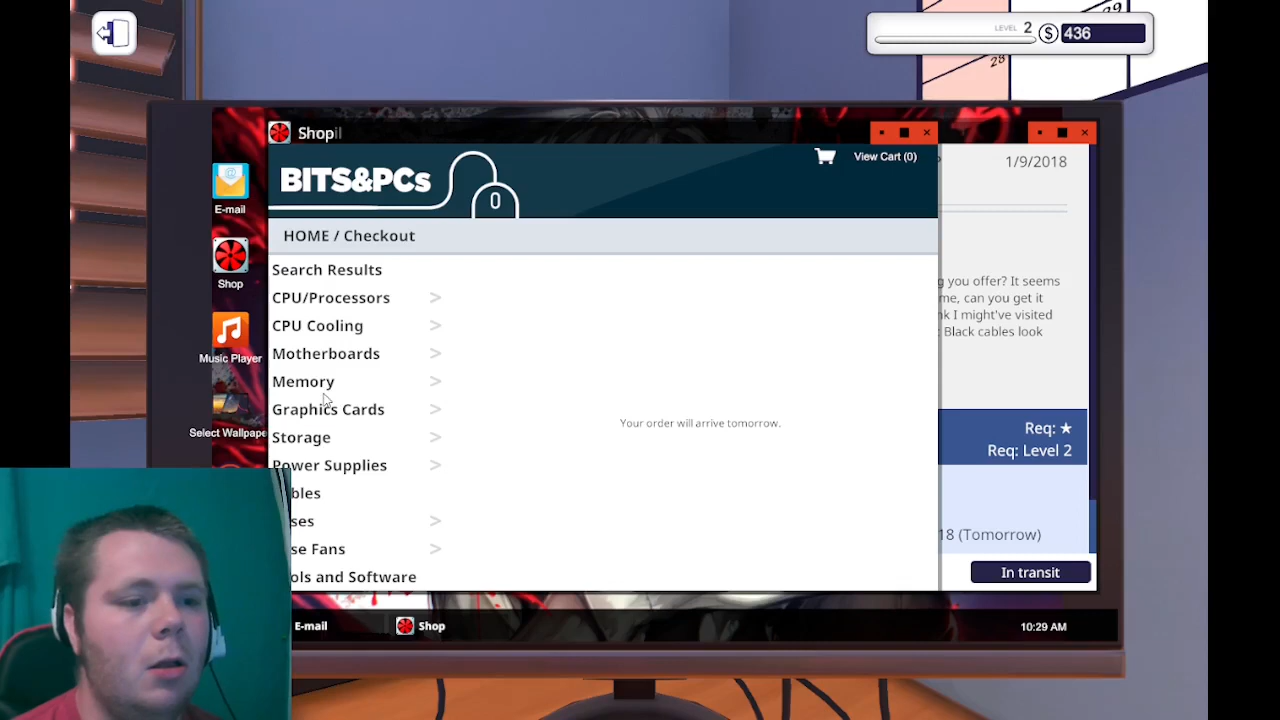 29
LEVEL 2
$ 436
28
Shop
BITS&PCs
View Cart (0)
1/9/2018
E-mail
HOME / Checkout
Search Results
Shop
CPU/Processors >
you offer? It seems
me, can you get it
CPU Cooling >
might've visited
Black cables look
Music Player
Motherboards >
Memory >
Graphics Cards >
Your order will arrive tomorrow.
Req: ★
Select Wallpape
Storage >
Req: Level 2
Power Supplies >
bles
ses >
se Fans >
18 (Tomorrow)
ols and Software
In transit
E-mail
Shop
10:29 AM